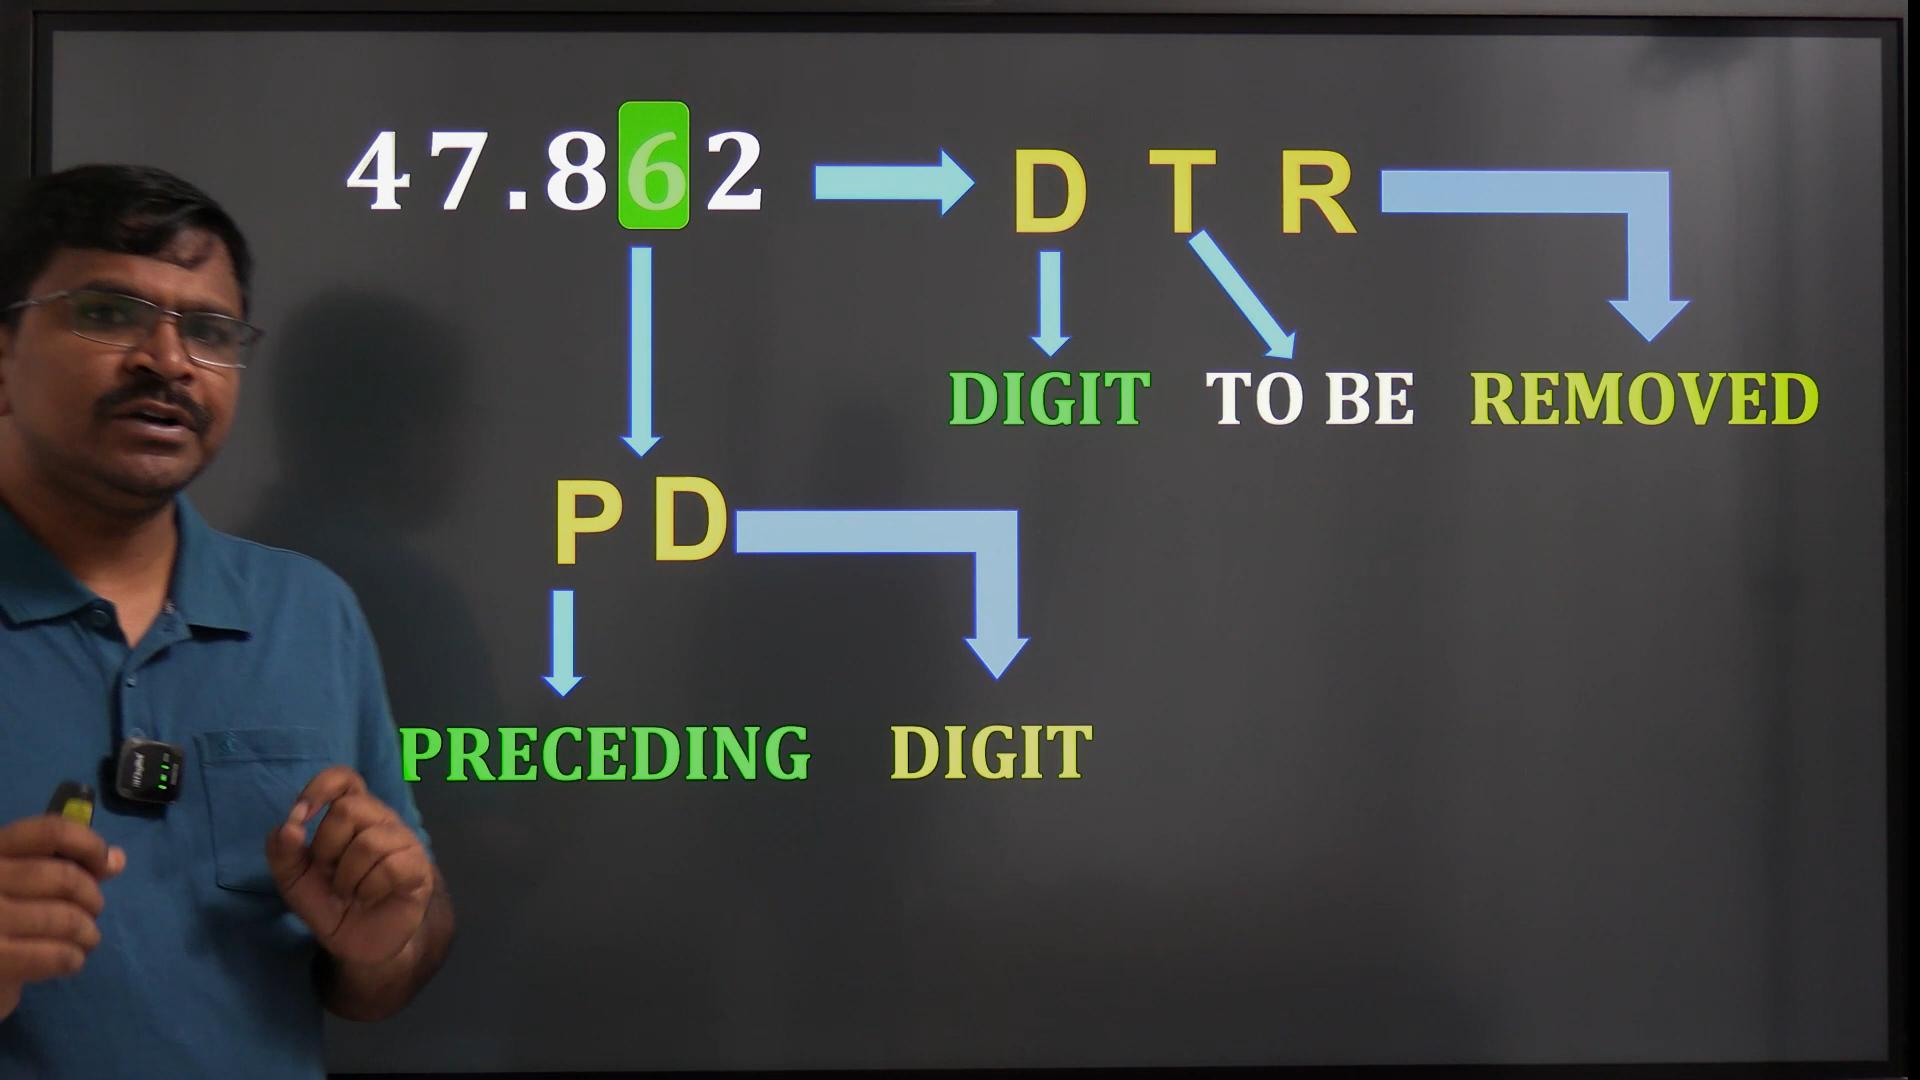 47.862 D T R
DIGIT TO BE REMOVED
P D
PRECEDING DIGIT